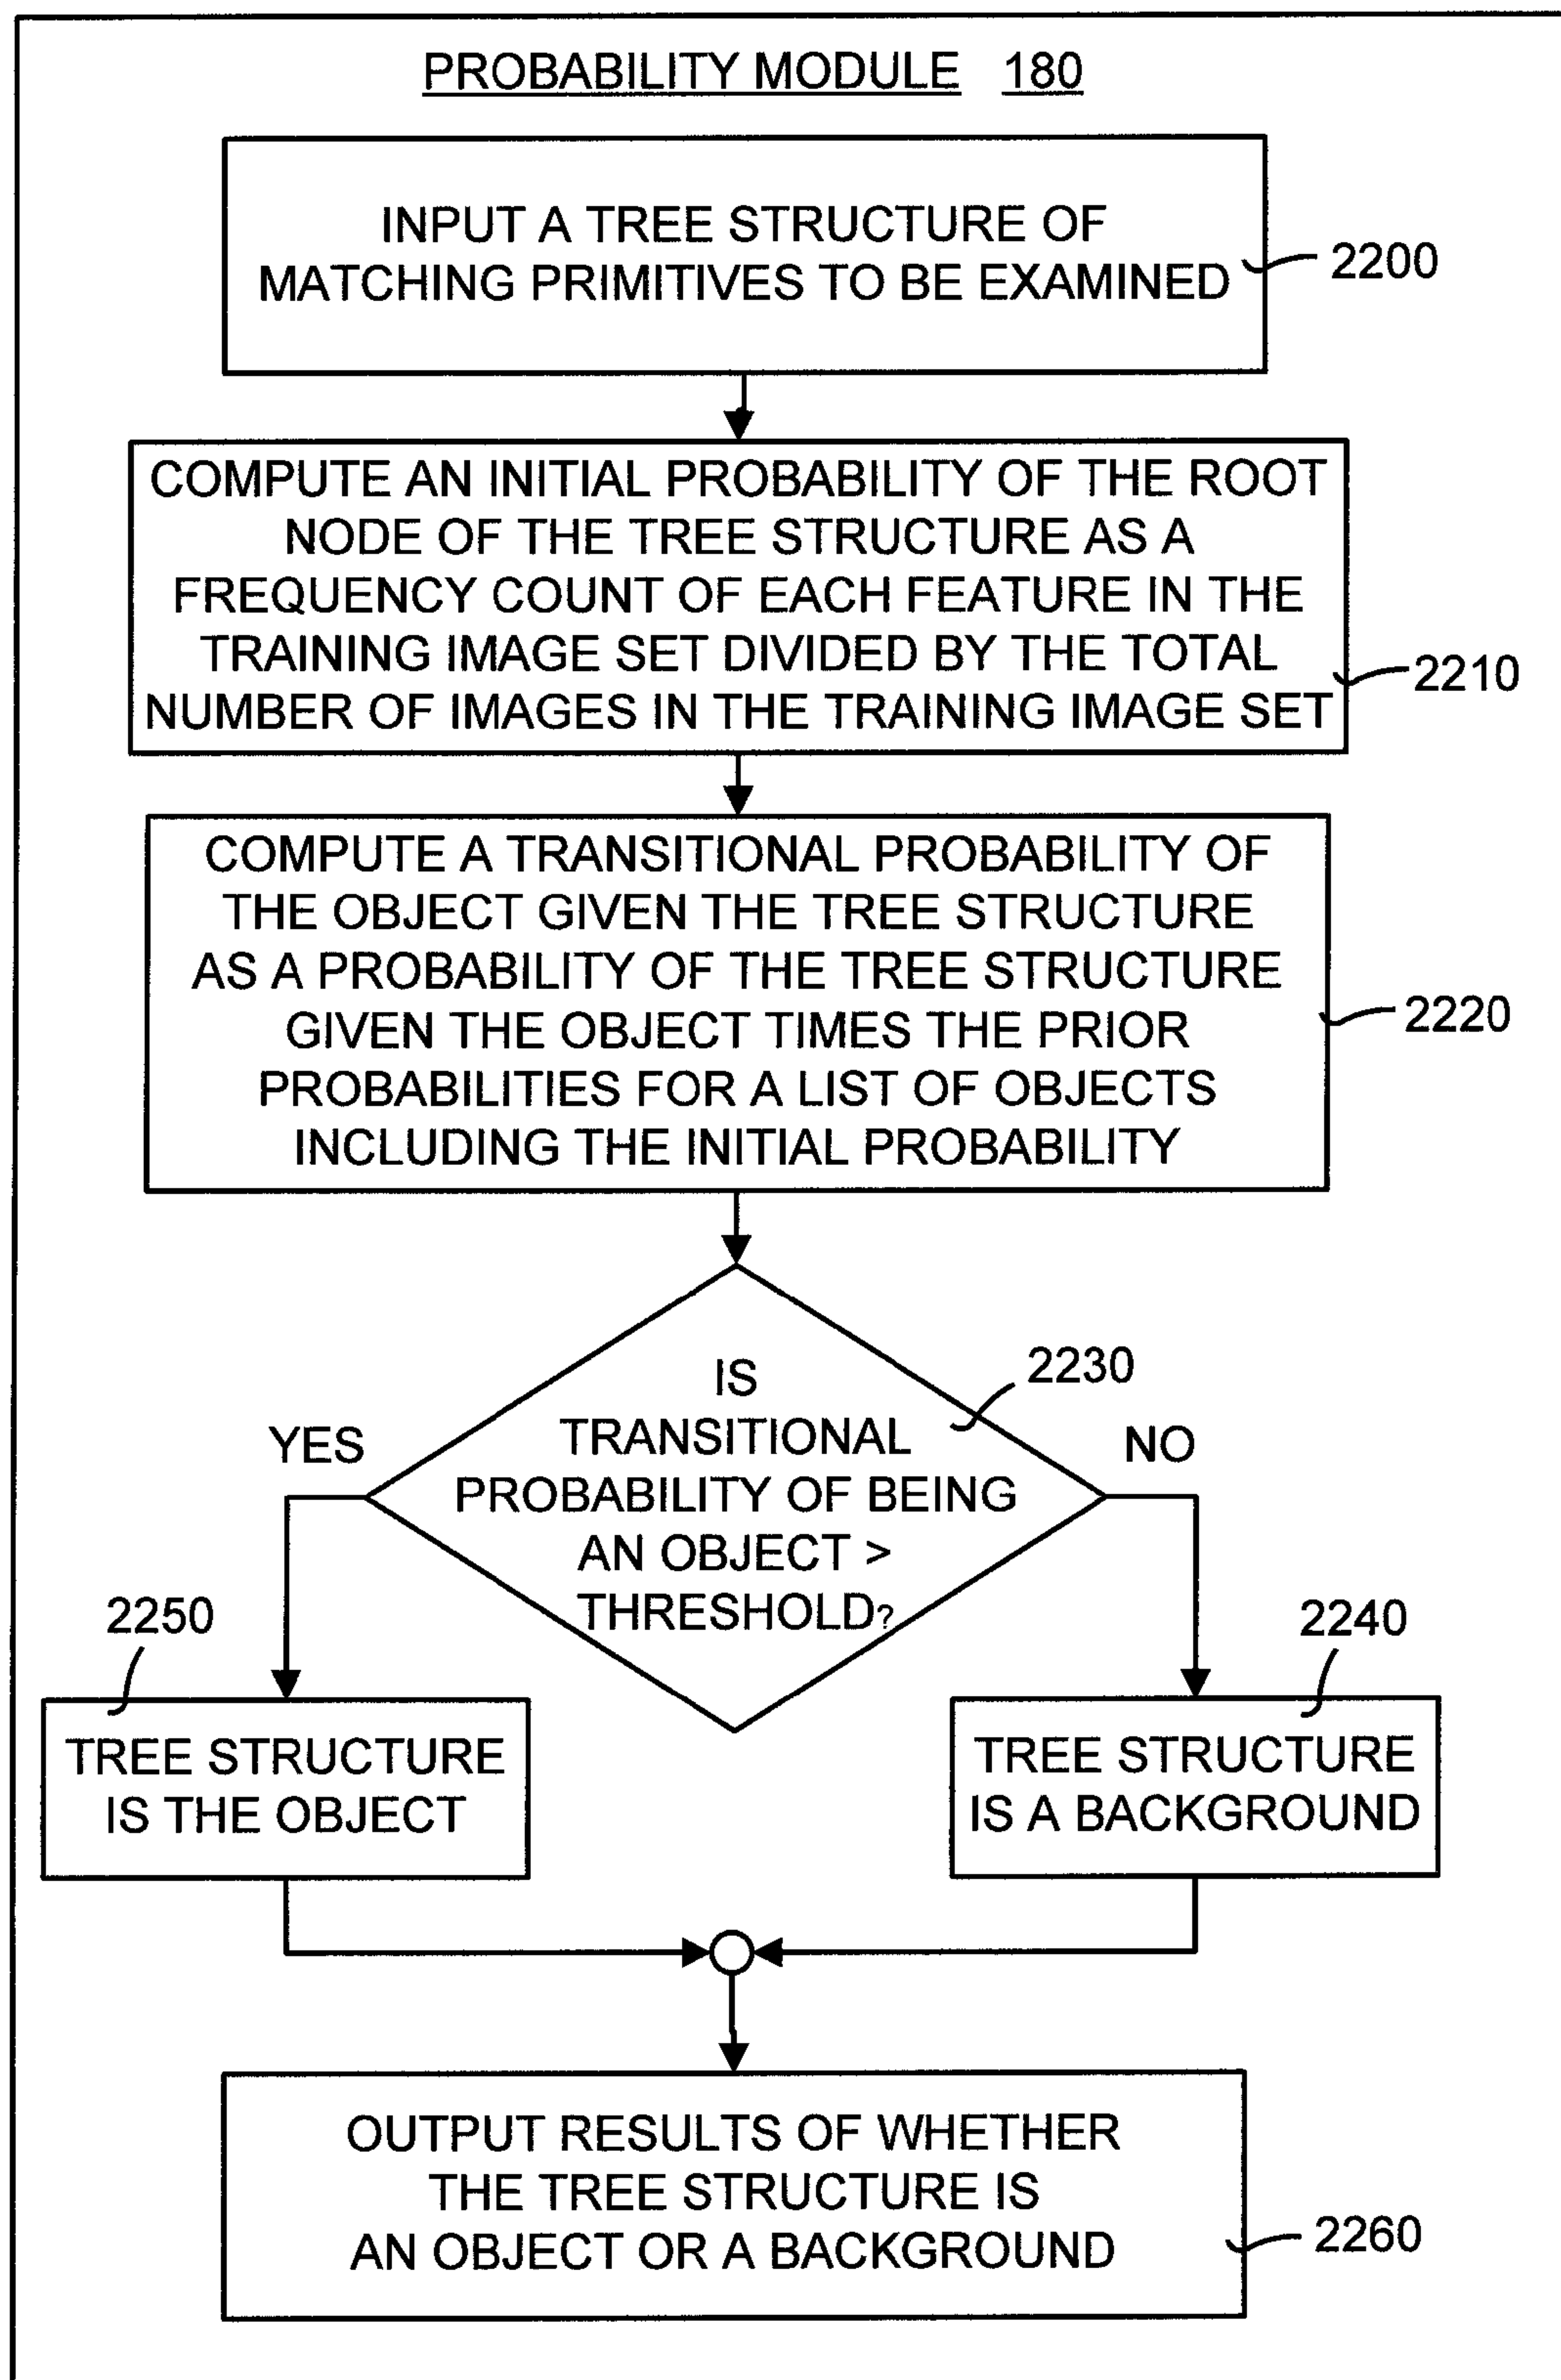 PROBABILITY MODULE 180
INPUT A TREE STRUCTURE OF
MATCHING PRIMITIVES TO BE EXAMINED
2200
COMPUTE AN INITIAL PROBABILITY OF THE ROOT
NODE OF THE TREE STRUCTURE AS A
FREQUENCY COUNT OF EACH FEATURE IN THE
TRAINING IMAGE SET DIVIDED BY THE TOTAL
NUMBER OF IMAGES IN THE TRAINING IMAGE SET
2210
COMPUTE A TRANSITIONAL PROBABILITY OF
THE OBJECT GIVEN THE TREE STRUCTURE
AS A PROBABILITY OF THE TREE STRUCTURE
GIVEN THE OBJECT TIMES THE PRIOR
PROBABILITIES FOR A LIST OF OBJECTS
INCLUDING THE INITIAL PROBABILITY
2220
IS
TRANSITIONAL
PROBABILITY OF BEING
AN OBJECT >
THRESHOLD?
2230
YES
NO
2250
TREE STRUCTURE
IS THE OBJECT
2240
TREE STRUCTURE
IS A BACKGROUND
OUTPUT RESULTS OF WHETHER
THE TREE STRUCTURE IS
AN OBJECT OR A BACKGROUND
2260